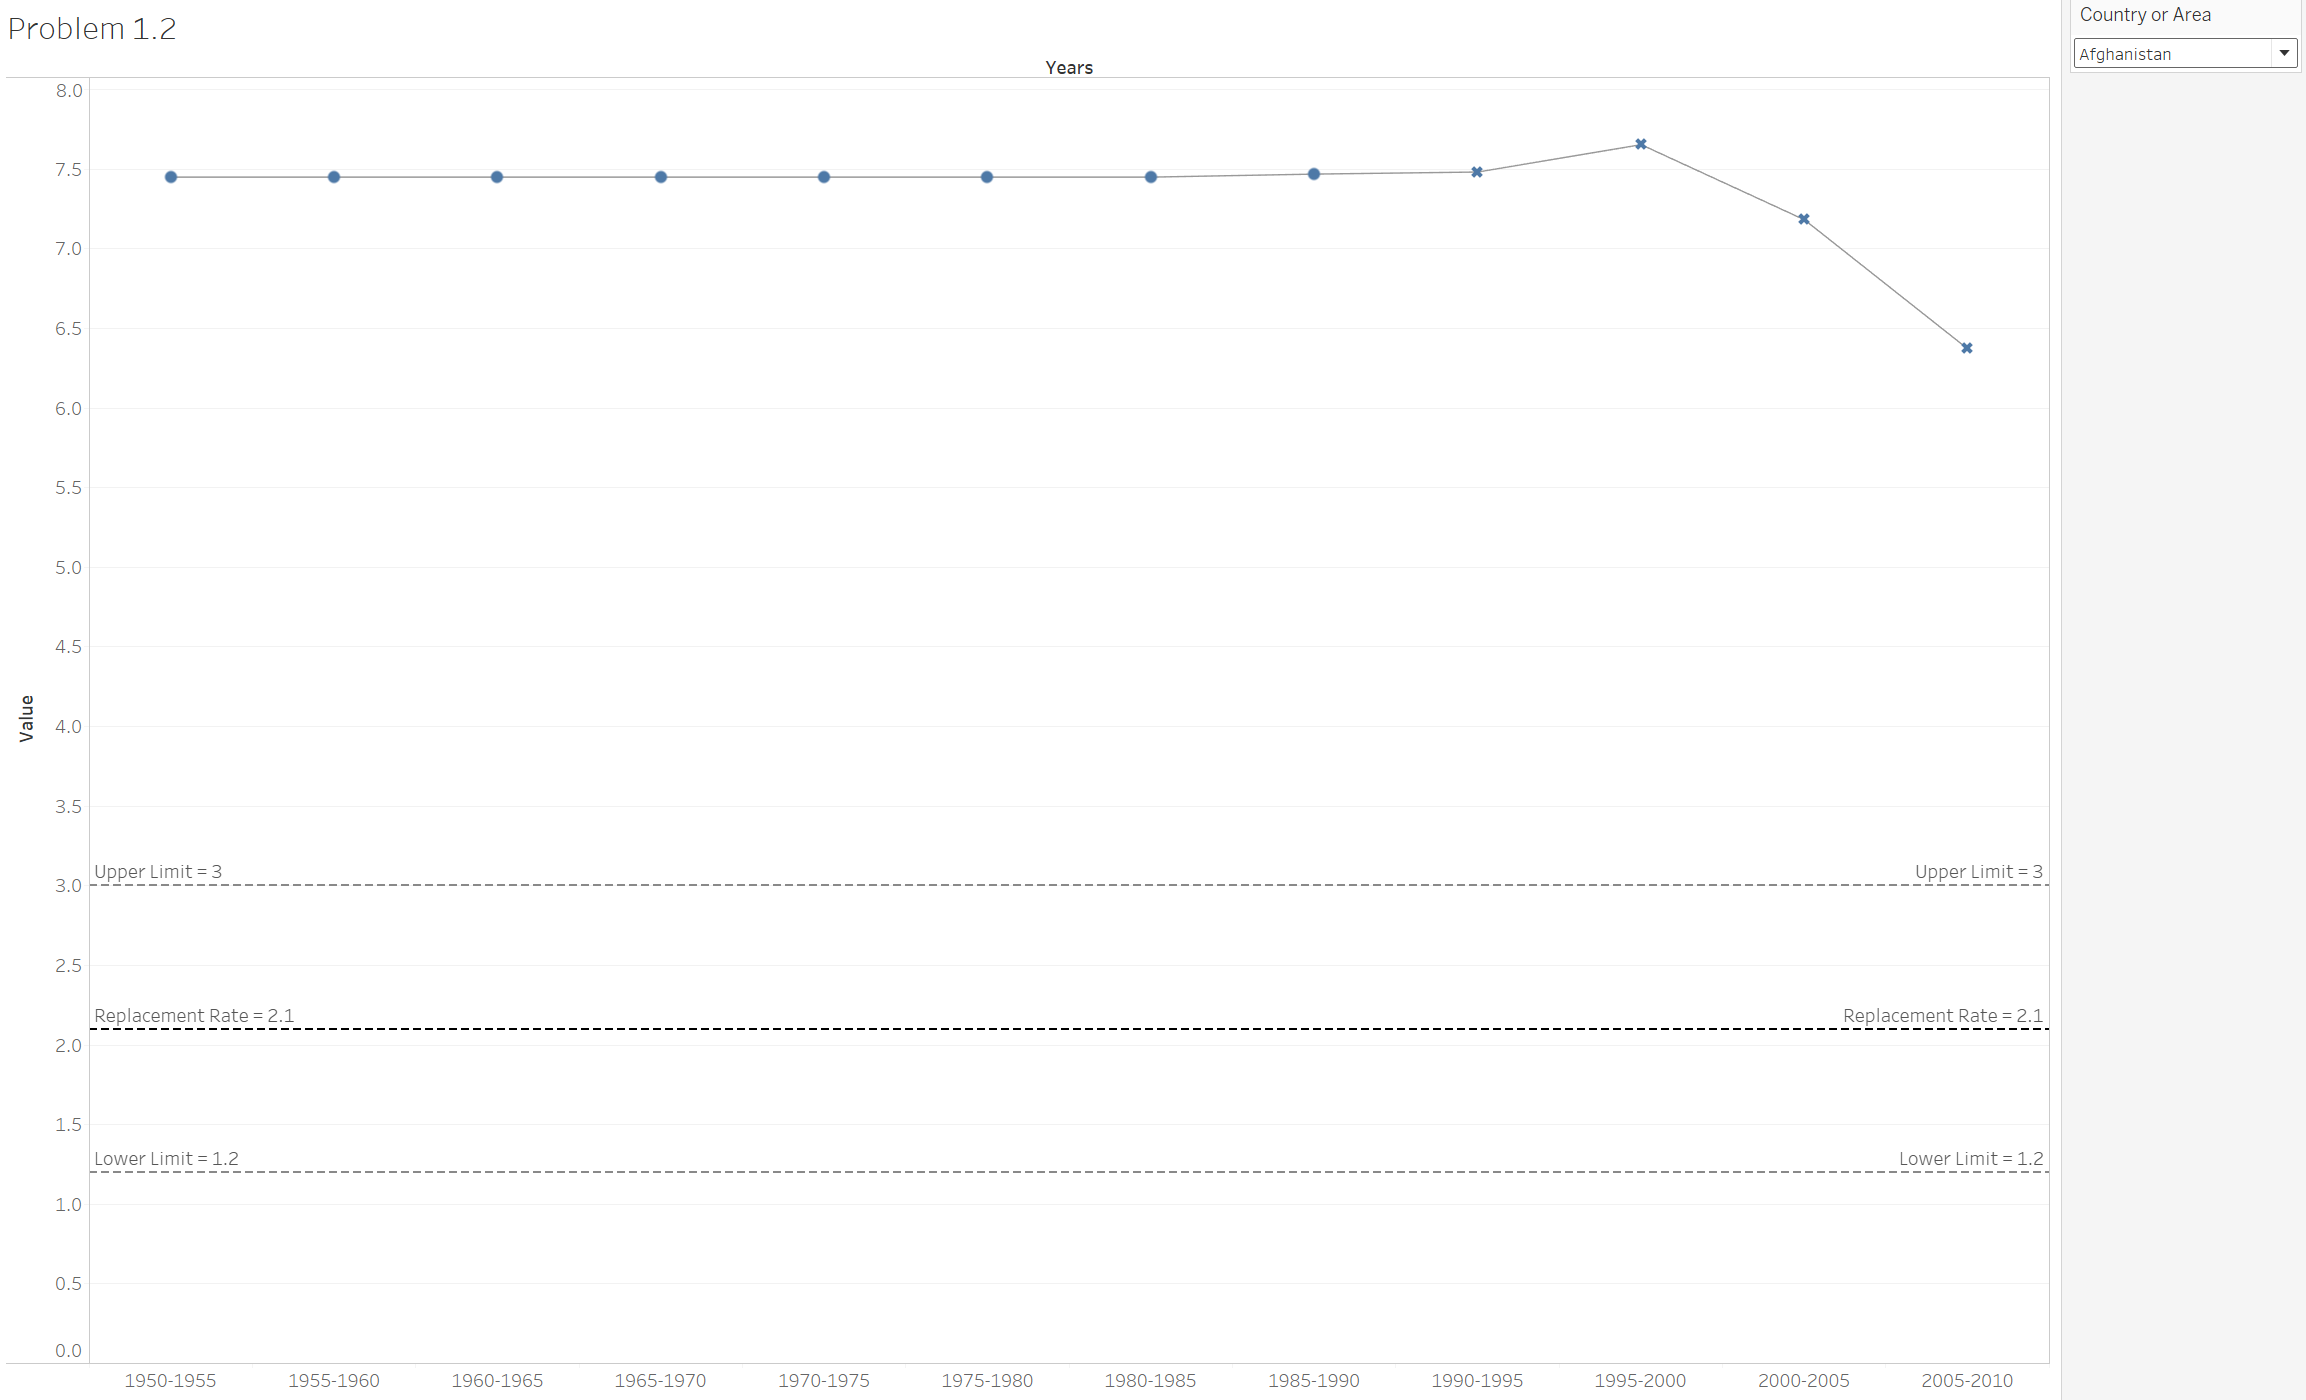 Problem 1.2
Country or Area
Afghanistan
Years
8.0
7.5
7.0
6.5
6.0
5.5
5.0
4.5
4.0
3.5
3.0
2.5
2.0
1.5
1.0
0.5
0.0
Value
Upper Limit = 3 Upper Limit = 3
Replacement Rate = 2.1 Replacement Rate = 2.1
Lower Limit = 1.2 Lower Limit = 1.2
1950-1955 1955-1960 1960-1965 1965-1970 1970-1975 1975-1980 1980-1985 1985-1990 1990-1995 1995-2000 2000-2005 2005-2010